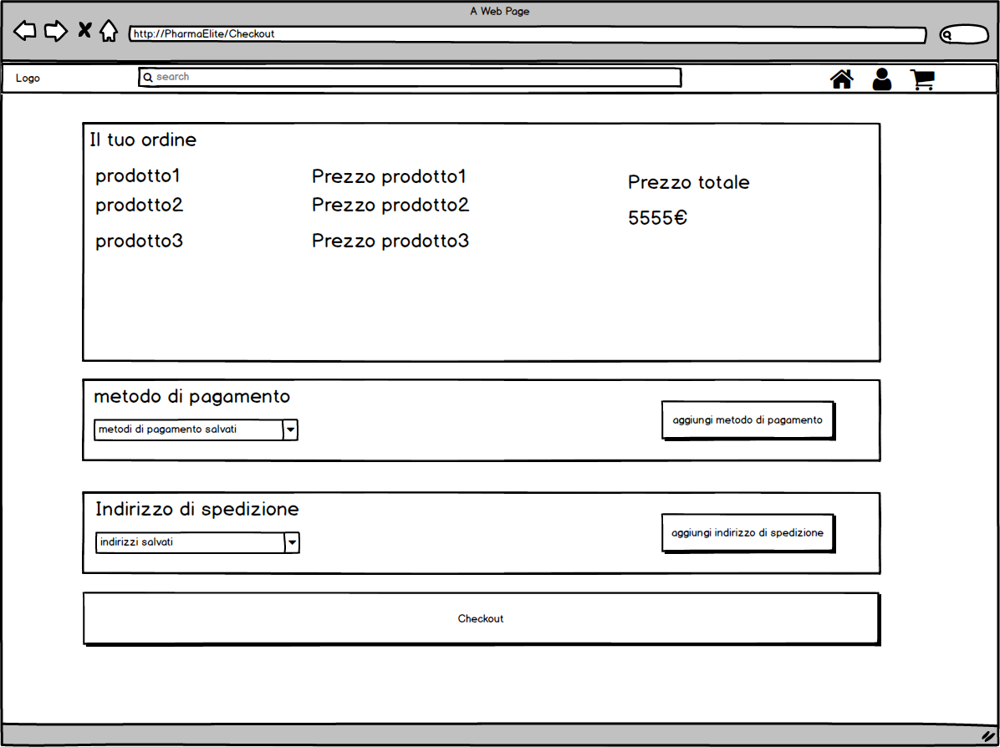 A Web Page
http://PharmaElite/Checkout
Logo
search
Il tuo ordine
prodotto1
Prezzo prodotto1
Prezzo totale
prodotto2
Prezzo prodotto2
5555€
prodotto3
Prezzo prodotto3
metodo di pagamento
metodi di pagamento salvati
aggiungi metodo di pagamento
Indirizzo di spedizione
indirizzi salvati
aggiungi indirizzo di spedizione
Checkout